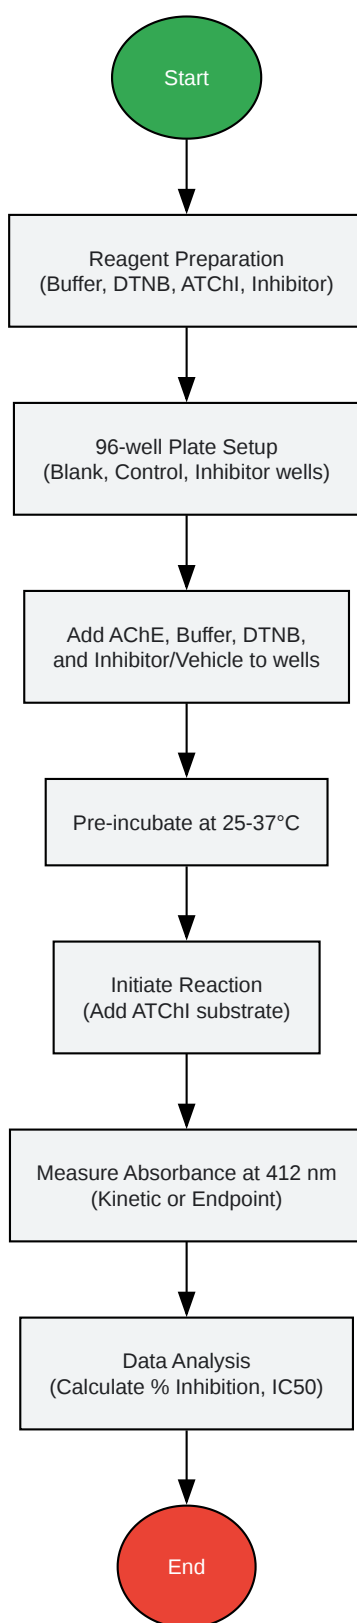 Start
Reagent Preparation
(Buffer, DTNB, ATChI, Inhibitor)
96-well Plate Setup
(Blank, Control, Inhibitor wells)
Add AChE, Buffer, DTNB,
and Inhibitor/Vehicle to wells
Pre-incubate at 25-37°C
Initiate Reaction
(Add ATChI substrate)
Measure Absorbance at 412 nm
(Kinetic or Endpoint)
Data Analysis
(Calculate % Inhibition, IC50)
End